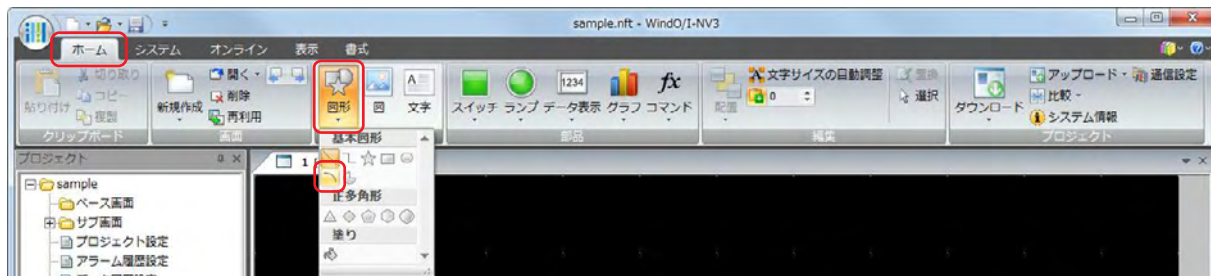 sample.nft - WindO/I-NV3
ホーム システム オンライン 表示 書式
貼り付け 切り取り コピー 複製
クリップボード
新規作成 開く 削除 再利用
画面
図形 図 文字
スイッチ ランプ 1234 データ表示 グラフ fx コマンド
部品
配置 A 文字サイズの自動調整 0 置換 選択
編集
ダウンロード アップロード 比較 システム情報 通信設定
プロジェクト
基本図形
正多角形
塗り
プロジェクト
1
sample
ベース画面
サブ画面
プロジェクト設定
アラーム履歴設定